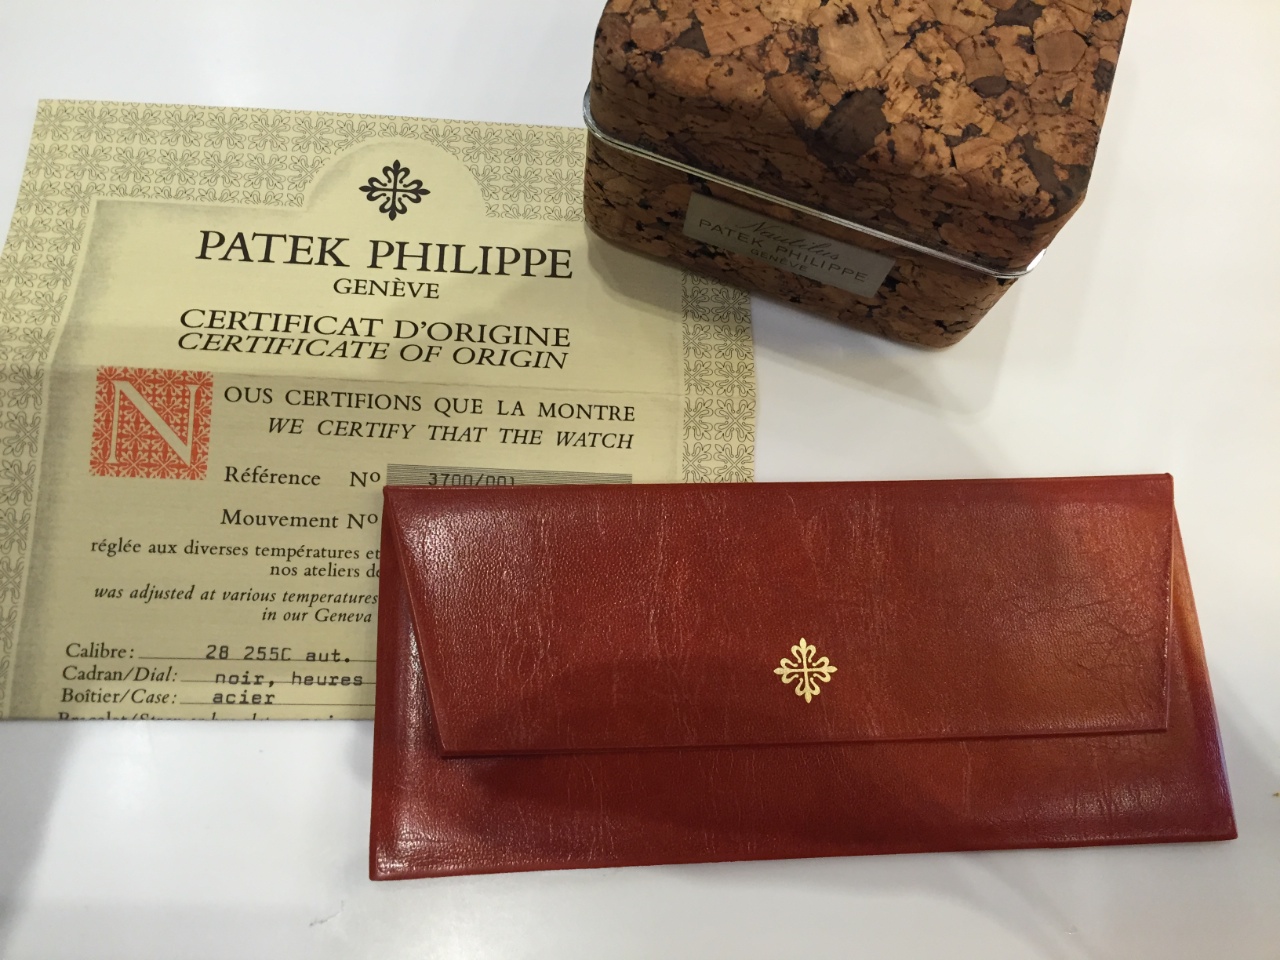 PATEK PHILIPPE
GENÈVE
CERTIFICAT D'ORIGINE
CERTIFICATE OF ORIGIN
NOUS CERTIFIONS QUE LA MONTRE
WE CERTIFY THAT THE WATCH
Référence Nº 3700/001
Mouvement Nº
réglée aux diverses températures et
nos ateliers de
was adjusted at various temperatures
in our Geneva
Calibre: 28 255C aut.
Cadran/Dial: noir, heures
Boîtier/Case: acier
Nautilus
PATEK PHILIPPE
GENÈVE